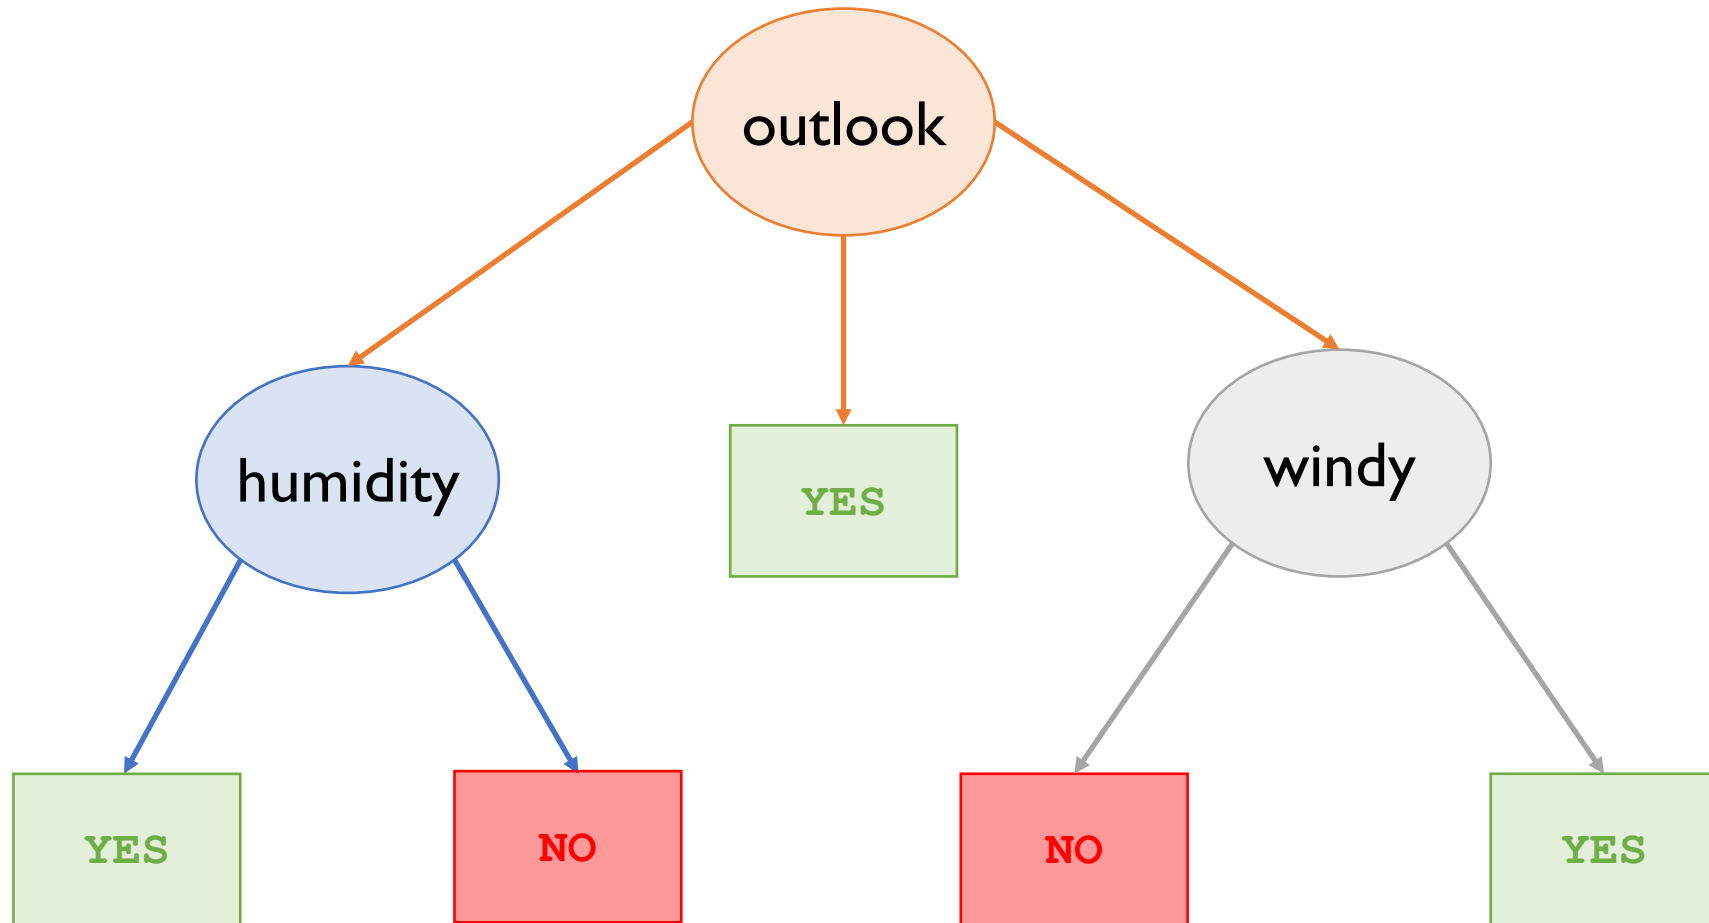 outlook
humidity
YES
windy
YES
NO
NO
YES